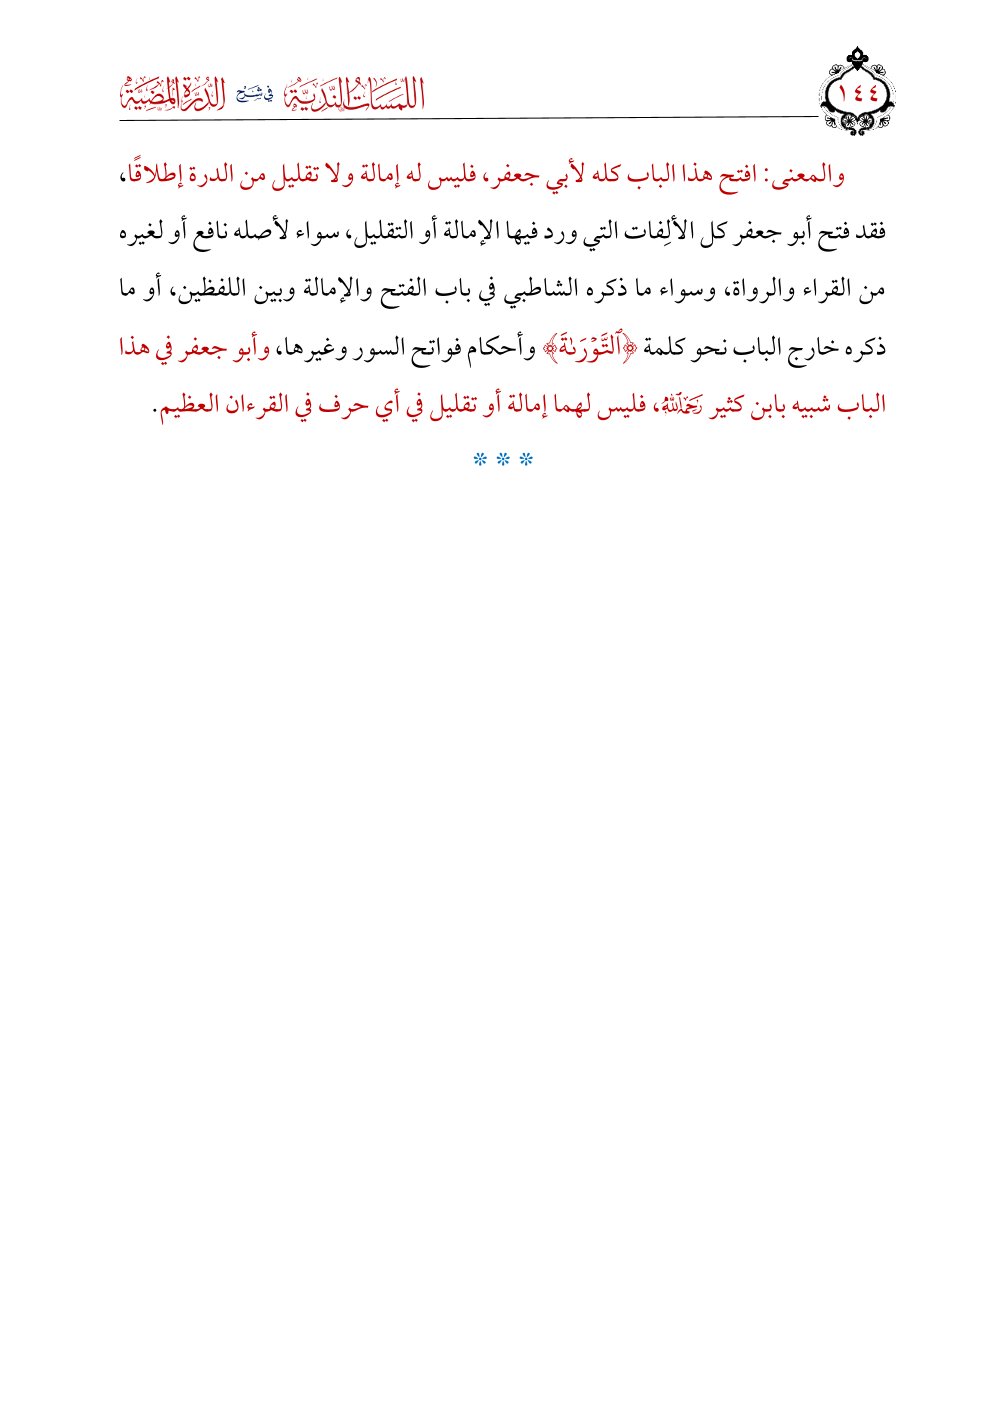 ١٤٤
اللمسات الندية في شرح الدرة المضية
والمعنى: افتح هذا الباب كله لأبي جعفر، فليس له إمالة ولا تقليل من الدرة إطلاقًا،
فقد فتح أبو جعفر كل الألِفات التي ورد فيها الإمالة أو التقليل، سواء لأصله نافع أو لغيره
من القراء والرواة، وسواء ما ذكره الشاطبي في باب الفتح والإمالة وبين اللفظين، أو ما
ذكره خارج الباب نحو كلمة ﴿ٱلتَّوۡرَىٰةَ﴾ وأحكام فواتح السور وغيرها، وأبو جعفر في هذا
الباب شبيه بابن كثير رَحِمَهُ ٱللَّهُ، فليس لهما إمالة أو تقليل في أي حرف في القرءان العظيم.
* * *